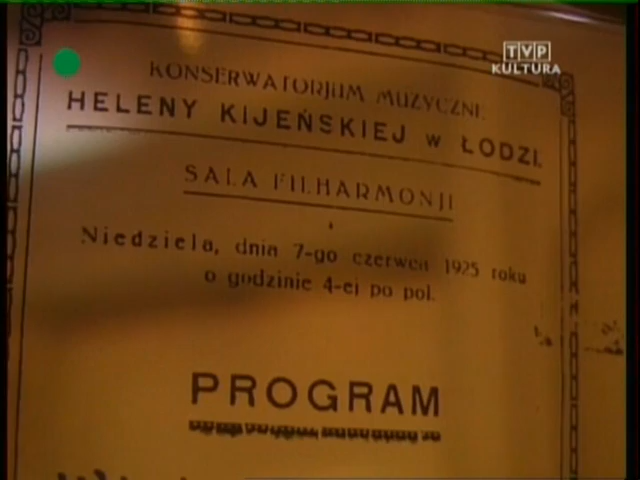 TVP
KULTURA
KONSERWATORJUM MUZYCZNE
HELENY KIJEŃSKIEJ w ŁODZI.
SALA FILHARMONJI
Niedziela, dnia 7-go czerwca 1925 roku
o godzinie 4-ej po poł.
PROGRAM